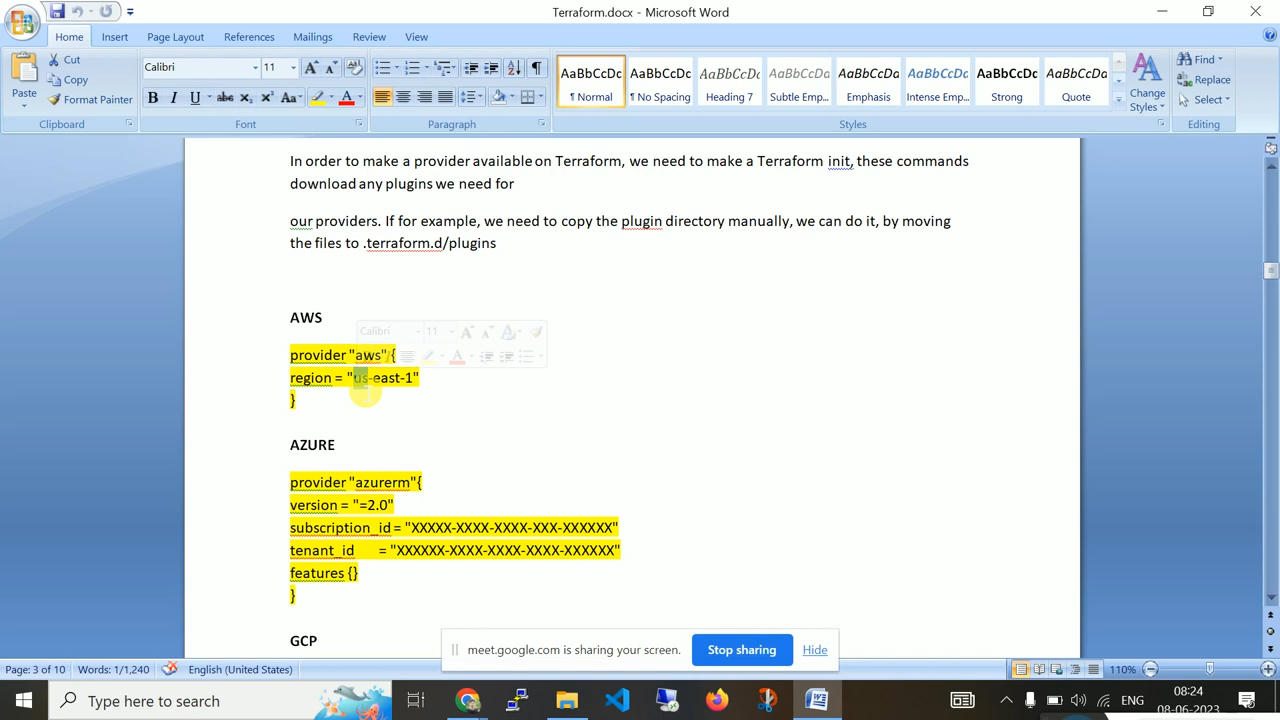 Terraform.docx - Microsoft Word
Home Insert Page Layout References Mailings Review View
Paste
Cut
Copy
Format Painter
Clipboard
Calibri 11
Font
Paragraph
AaBbCcDc AaBbCcDc AaBbCcDc AaBbCcDc AaBbCcDc AaBbCcDc AaBbCcDc AaBbCcDc
¶ Normal ¶ No Spacing Heading 7 Subtle Emp... Emphasis Intense Emp... Strong Quote
Styles
Change Styles
Find
Replace
Select
Editing
In order to make a provider available on Terraform, we need to make a Terraform init, these commands
download any plugins we need for
our providers. If for example, we need to copy the plugin directory manually, we can do it, by moving
the files to .terraform.d/plugins
AWS
Calibri 11
provider "aws" {
region = "us-east-1"
}
AZURE
provider "azurerm"{
version = "=2.0"
subscription_id = "XXXXX-XXXX-XXXX-XXX-XXXXXX"
tenant_id = "XXXXXX-XXXX-XXXX-XXXX-XXXXXX"
features {}
}
GCP
meet.google.com is sharing your screen. Stop sharing Hide
Page: 3 of 10 Words: 1/1,240 English (United States) 110%
Type here to search
ENG
08:24
08-06-2023